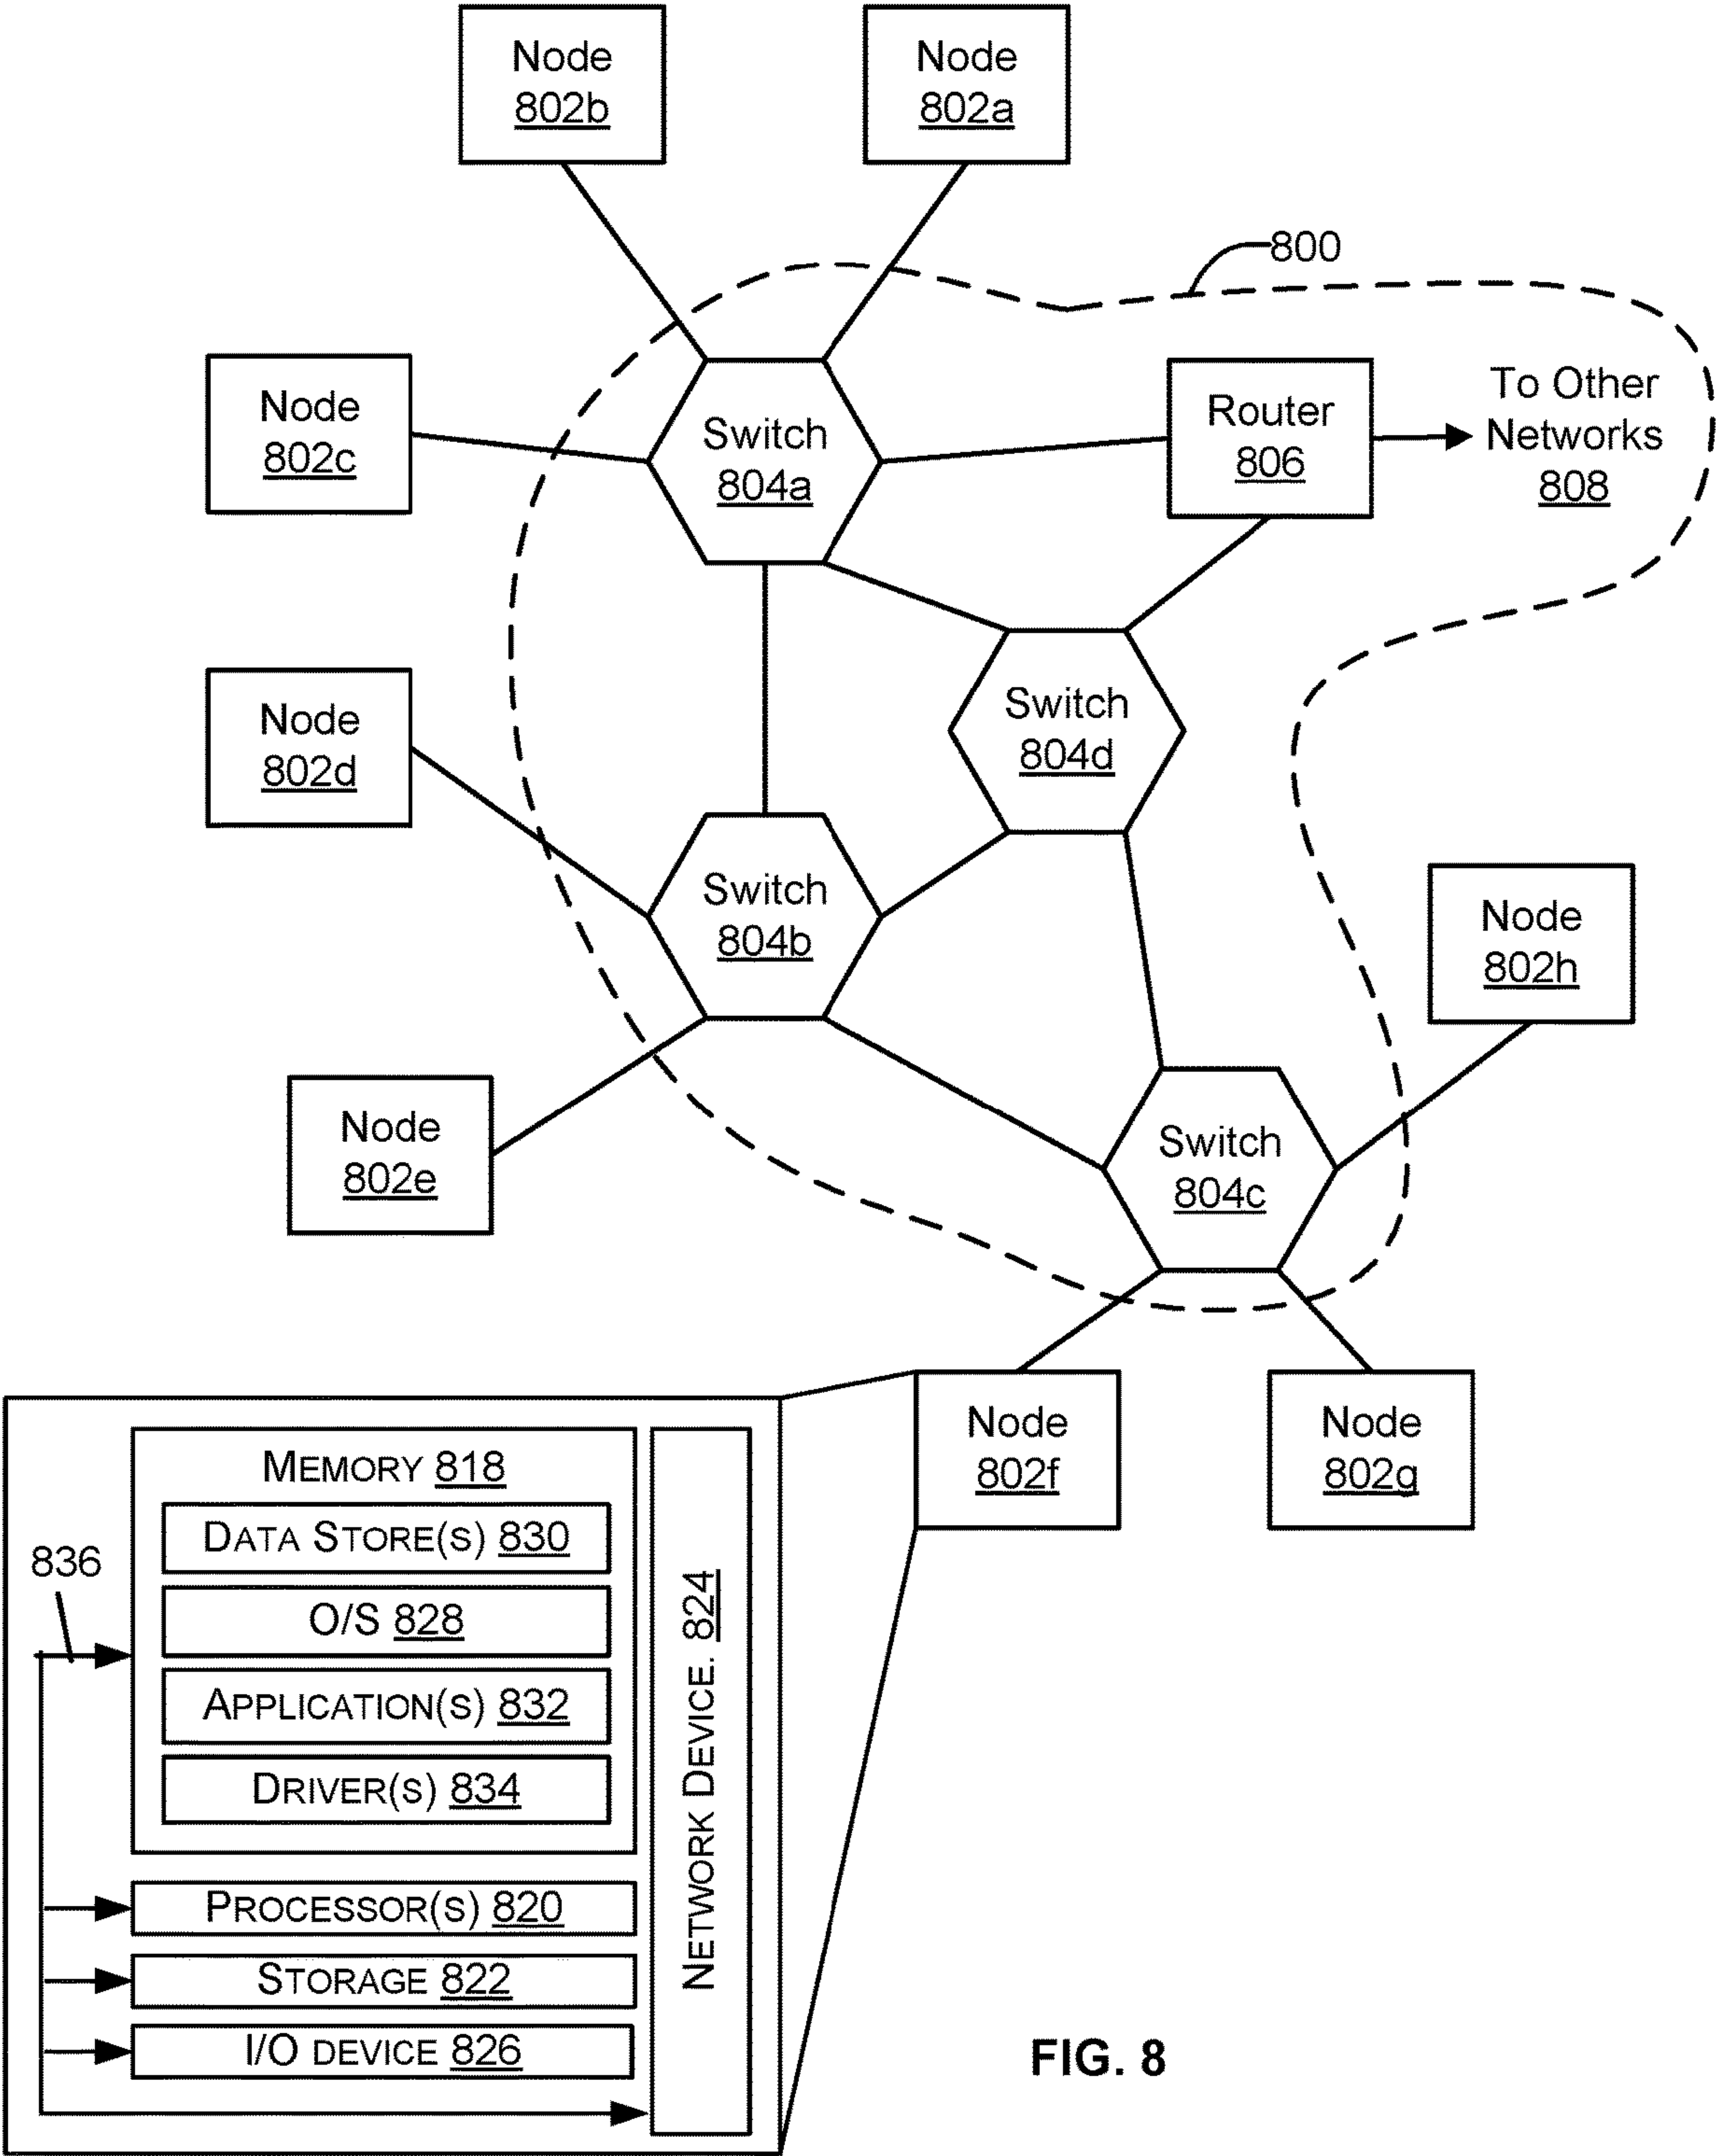 Node
802b
Node
802a
800
Node
802c
Switch
804a
Router
806
To Other
Networks
808
Node
802d
Switch
804d
Switch
804b
Node
802h
Node
802e
Switch
804c
Node
802f
Node
802g
MEMORY 818
DATA STORE(S) 830
836
O/S 828
APPLICATION(S) 832
DRIVER(S) 834
NETWORK DEVICE. 824
PROCESSOR(S) 820
STORAGE 822
I/O DEVICE 826
FIG. 8